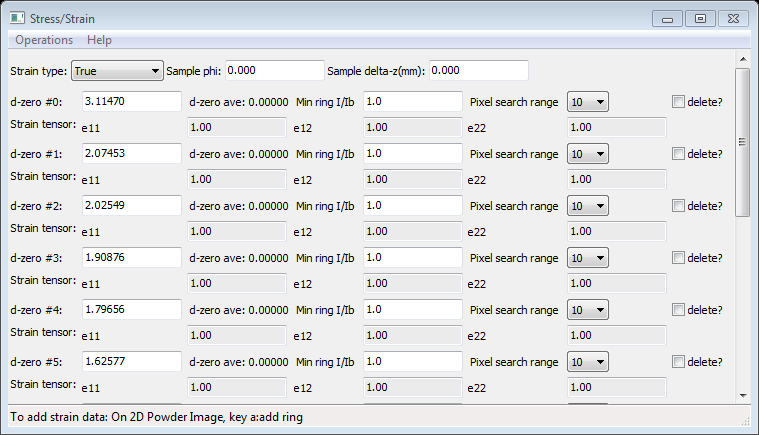 Stress/Strain
Operations Help
Strain type: True Sample phi: 0.000 Sample delta-z(mm): 0.000
d-zero #0: 3.11470 d-zero ave: 0.00000 Min ring I/Ib 1.0 Pixel search range 10 delete?
Strain tensor: e11 1.00 e12 1.00 e22 1.00
d-zero #1: 2.07453 d-zero ave: 0.00000 Min ring I/Ib 1.0 Pixel search range 10 delete?
Strain tensor: e11 1.00 e12 1.00 e22 1.00
d-zero #2: 2.02549 d-zero ave: 0.00000 Min ring I/Ib 1.0 Pixel search range 10 delete?
Strain tensor: e11 1.00 e12 1.00 e22 1.00
d-zero #3: 1.90876 d-zero ave: 0.00000 Min ring I/Ib 1.0 Pixel search range 10 delete?
Strain tensor: e11 1.00 e12 1.00 e22 1.00
d-zero #4: 1.79656 d-zero ave: 0.00000 Min ring I/Ib 1.0 Pixel search range 10 delete?
Strain tensor: e11 1.00 e12 1.00 e22 1.00
d-zero #5: 1.62577 d-zero ave: 0.00000 Min ring I/Ib 1.0 Pixel search range 10 delete?
Strain tensor: e11 1.00 e12 1.00 e22 1.00
To add strain data: On 2D Powder Image, key a:add ring